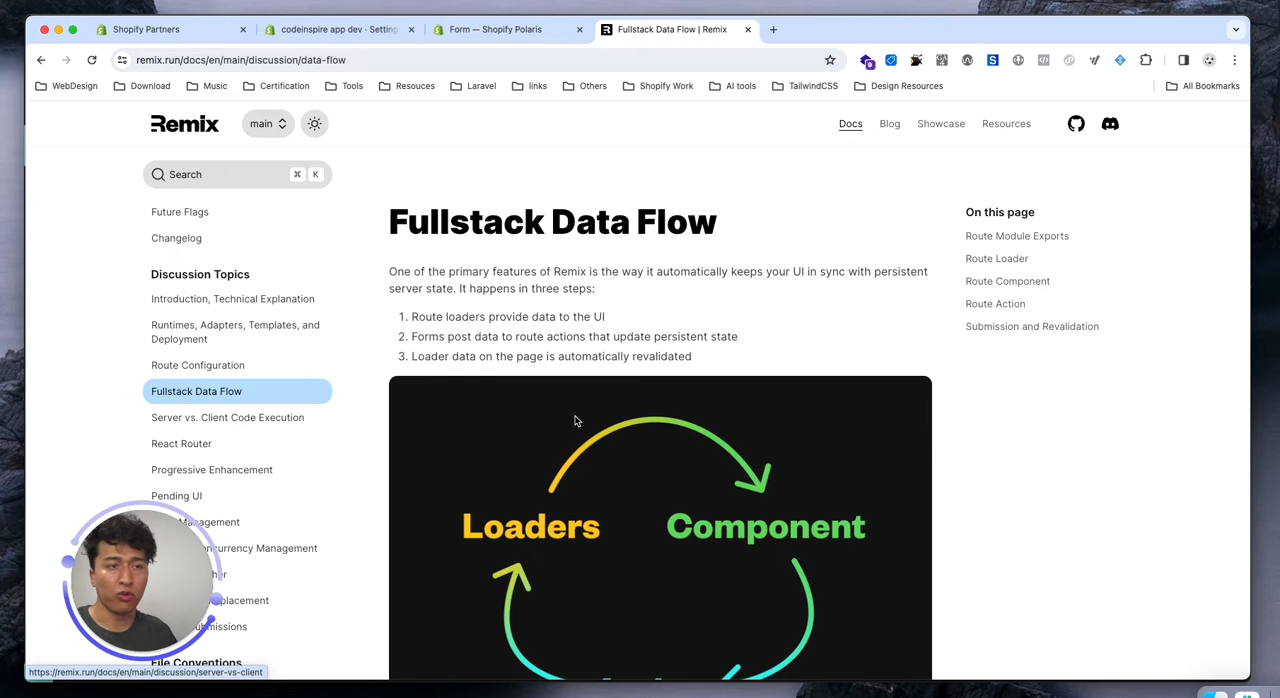 Shopify Partners
codeinspire app dev · Setting
Form — Shopify Polaris
Fullstack Data Flow | Remix
remix.run/docs/en/main/discussion/data-flow
9
WebDesign
Download
Music
Certification
Tools
Resouces
Laravel
links
Others
Shopify Work
AI tools
TailwindCSS
Design Resources
All Bookmarks
Remix
main
Docs
Blog
Showcase
Resources
Search
⌘ K
Future Flags
Changelog
Discussion Topics
Introduction, Technical Explanation
Runtimes, Adapters, Templates, and
Deployment
Route Configuration
Fullstack Data Flow
Server vs. Client Code Execution
React Router
Progressive Enhancement
Pending UI
Management
currency Management
placement
ubmissions
File Conventions
https://remix.run/docs/en/main/discussion/server-vs-client
Fullstack Data Flow
One of the primary features of Remix is the way it automatically keeps your UI in sync with persistent
server state. It happens in three steps:
1. Route loaders provide data to the UI
2. Forms post data to route actions that update persistent state
3. Loader data on the page is automatically revalidated
Loaders
Component
On this page
Route Module Exports
Route Loader
Route Component
Route Action
Submission and Revalidation